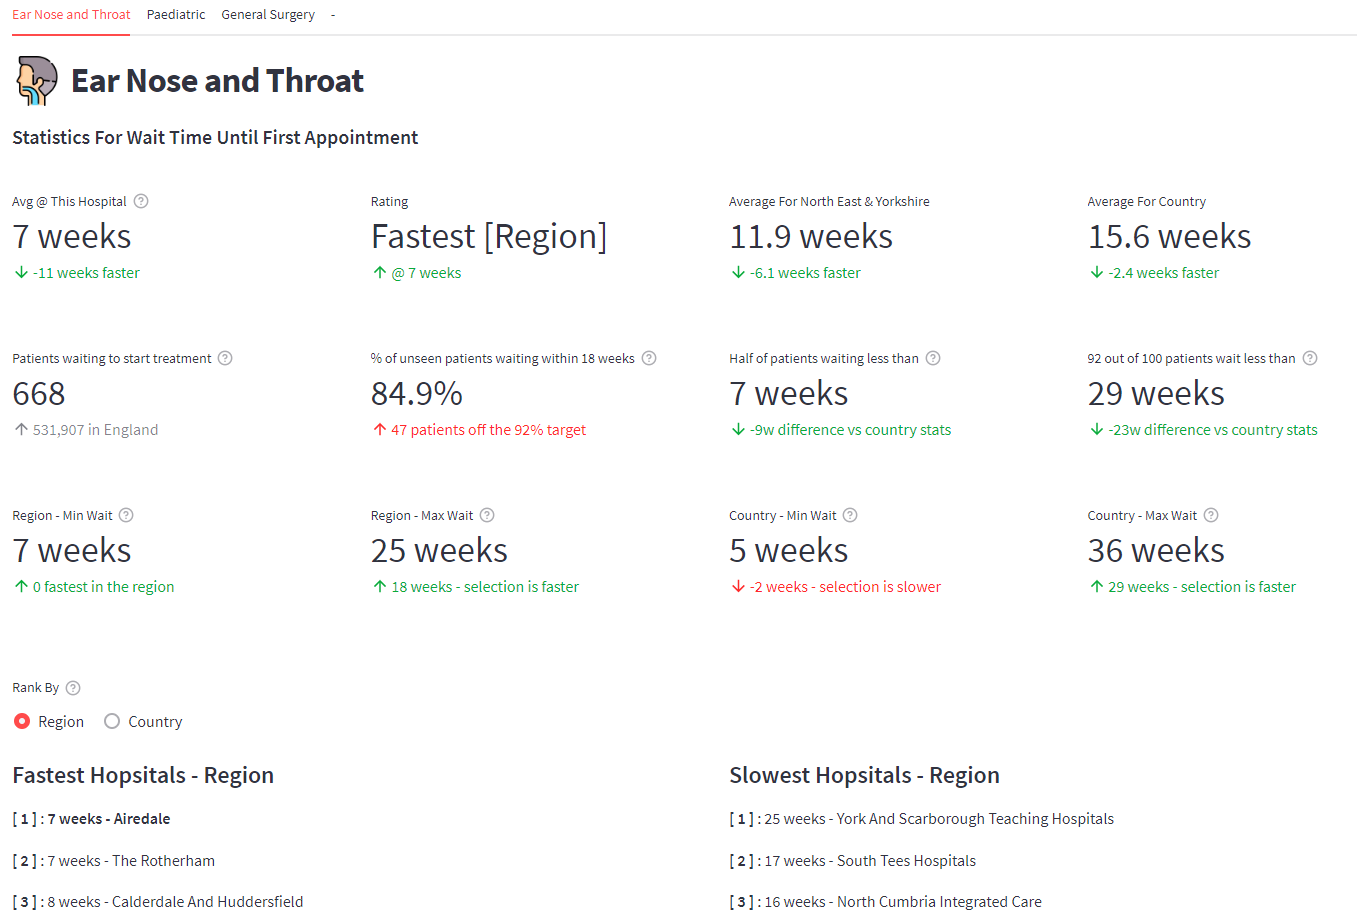 Ear Nose and Throat Paediatric General Surgery -
Ear Nose and Throat
Statistics For Wait Time Until First Appointment
Avg @ This Hospital Rating Average For North East & Yorkshire Average For Country
7 weeks Fastest [Region] 11.9 weeks 15.6 weeks
↓ -11 weeks faster ↑ @ 7 weeks ↓ -6.1 weeks faster ↓ -2.4 weeks faster
Patients waiting to start treatment % of unseen patients waiting within 18 weeks Half of patients waiting less than 92 out of 100 patients wait less than
668 84.9% 7 weeks 29 weeks
↑ 531,907 in England ↑ 47 patients off the 92% target ↓ -9w difference vs country stats ↓ -23w difference vs country stats
Region - Min Wait Region - Max Wait Country - Min Wait Country - Max Wait
7 weeks 25 weeks 5 weeks 36 weeks
↑ 0 fastest in the region ↑ 18 weeks - selection is faster ↓ -2 weeks - selection is slower ↑ 29 weeks - selection is faster
Rank By
Region Country
Fastest Hopsitals - Region Slowest Hopsitals - Region
[ 1 ] : 7 weeks - Airedale [ 1 ] : 25 weeks - York And Scarborough Teaching Hospitals
[ 2 ] : 7 weeks - The Rotherham [ 2 ] : 17 weeks - South Tees Hospitals
[ 3 ] : 8 weeks - Calderdale And Huddersfield [ 3 ] : 16 weeks - North Cumbria Integrated Care